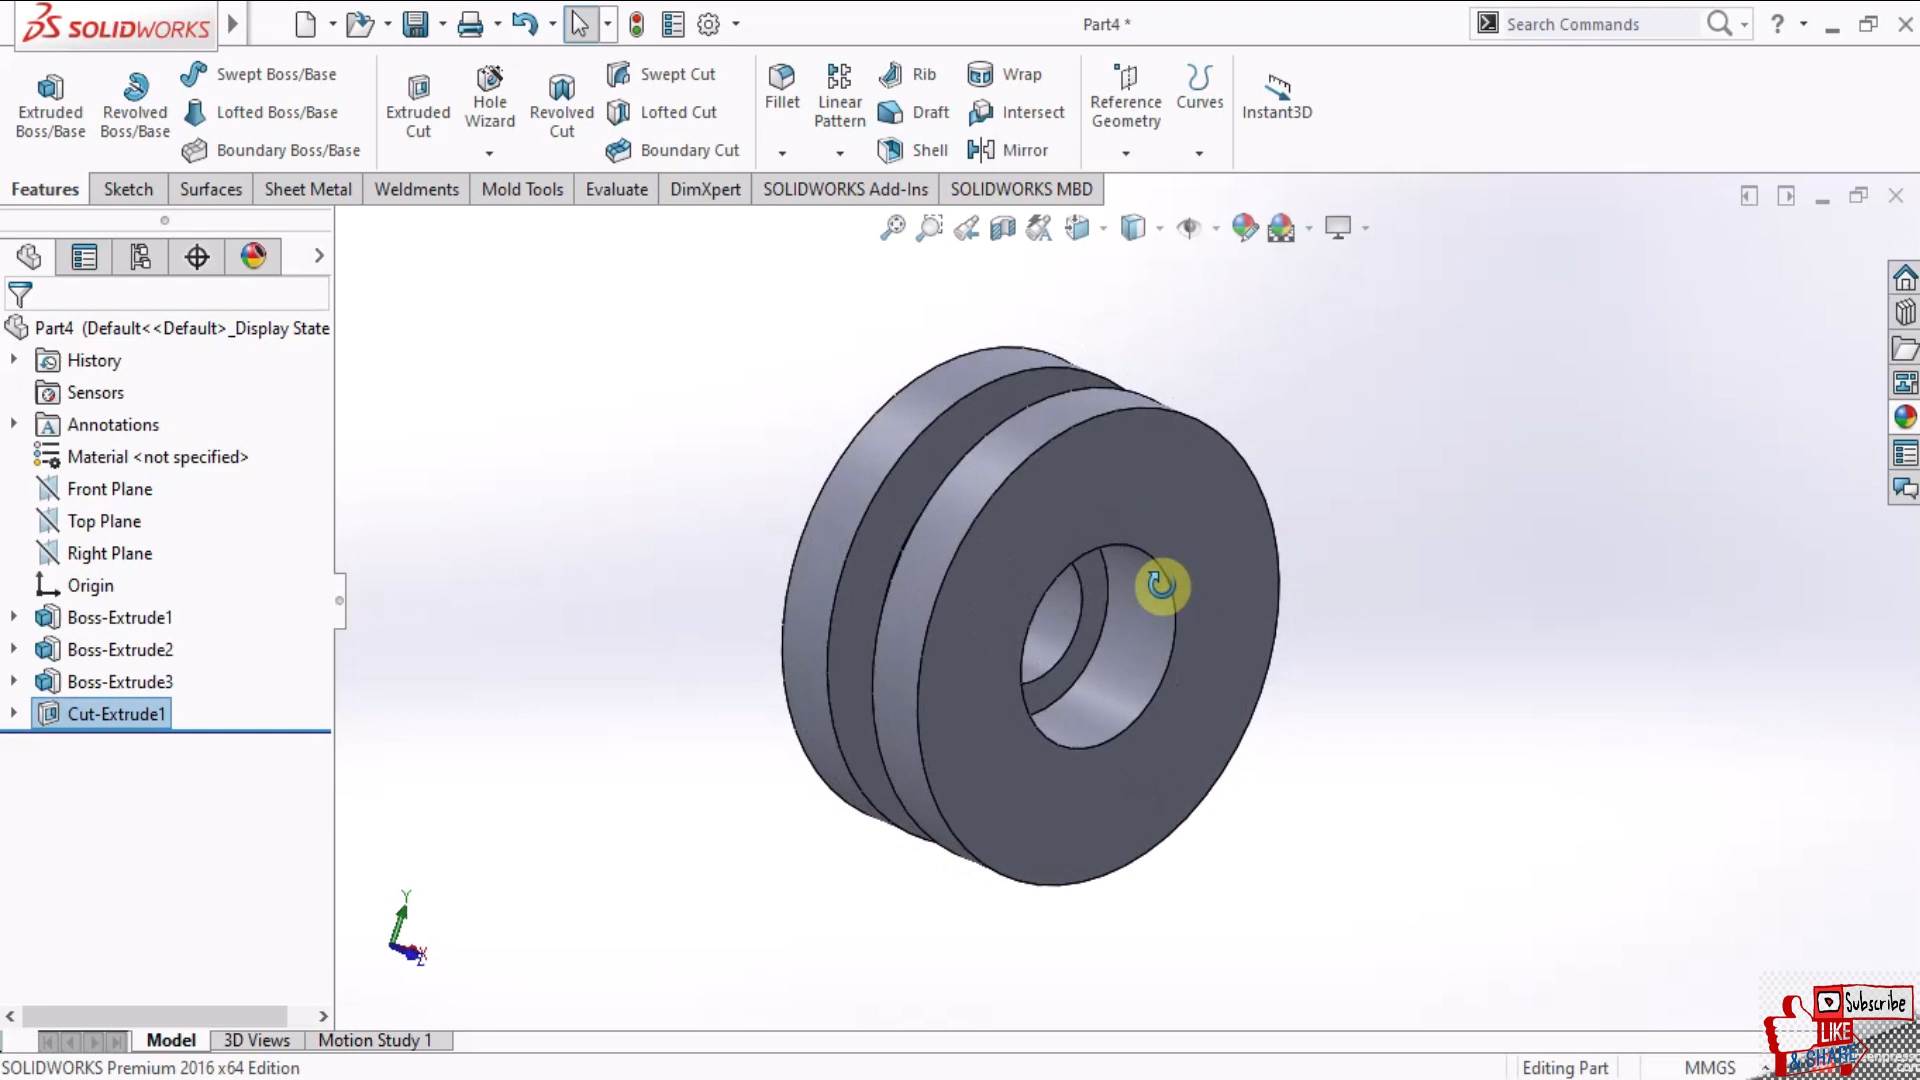 SOLIDWORKS
Part4 *
Search Commands
?
Extruded Boss/Base
Revolved Boss/Base
Swept Boss/Base
Lofted Boss/Base
Boundary Boss/Base
Extruded Cut
Hole Wizard
Revolved Cut
Swept Cut
Lofted Cut
Boundary Cut
Fillet
Linear Pattern
Rib
Draft
Shell
Wrap
Intersect
Mirror
Reference Geometry
Curves
Instant3D
Features
Sketch
Surfaces
Sheet Metal
Weldments
Mold Tools
Evaluate
DimXpert
SOLIDWORKS Add-Ins
SOLIDWORKS MBD
Part4 (Default<<Default>_Display State
History
Sensors
Annotations
Material <not specified>
Front Plane
Top Plane
Right Plane
Origin
Boss-Extrude1
Boss-Extrude2
Boss-Extrude3
Cut-Extrude1
Y
X
Z
Model
3D Views
Motion Study 1
SOLIDWORKS Premium 2016 x64 Edition
Editing Part
MMGS
Subscribe
LIKE
& SHARE